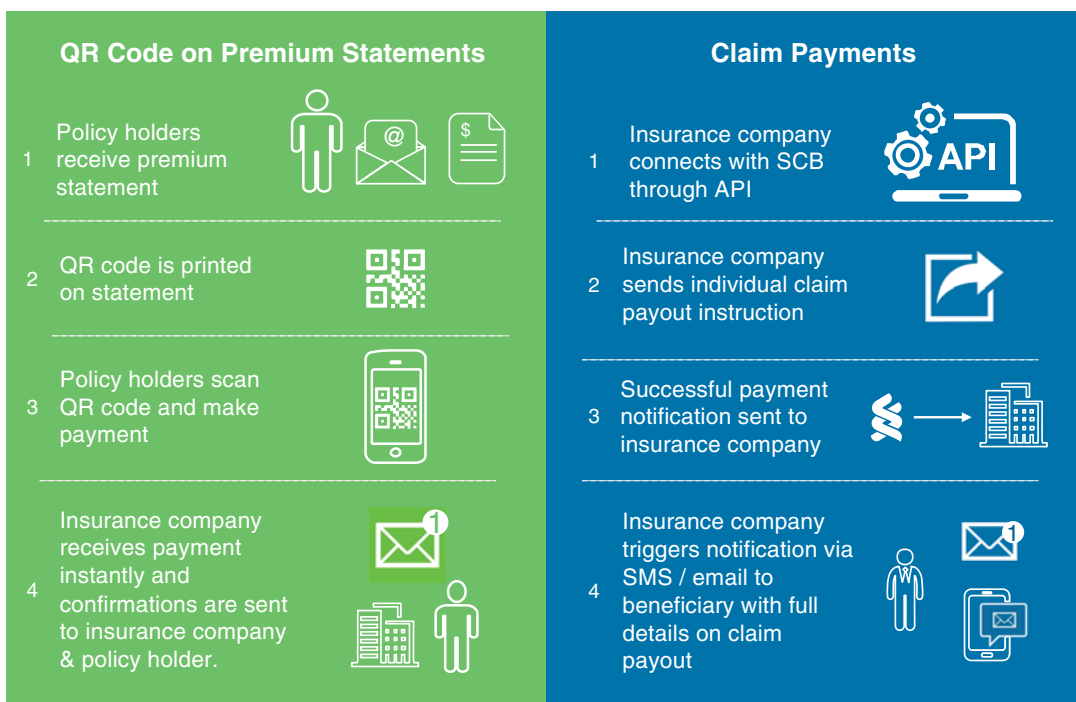 QR Code on Premium Statements
1
Policy holders
receive premium
statement
@
$
2
QR code is printed
on statement
3
Policy holders scan
QR code and make
payment
4
Insurance company
receives payment
instantly and
confirmations are sent
to insurance company
& policy holder.
1
Claim Payments
1
Insurance company
connects with SCB
through API
API
2
Insurance company
sends individual claim
payout instruction
3
Successful payment
notification sent to
insurance company
4
Insurance company
triggers notification via
SMS / email to
beneficiary with full
details on claim
payout
1